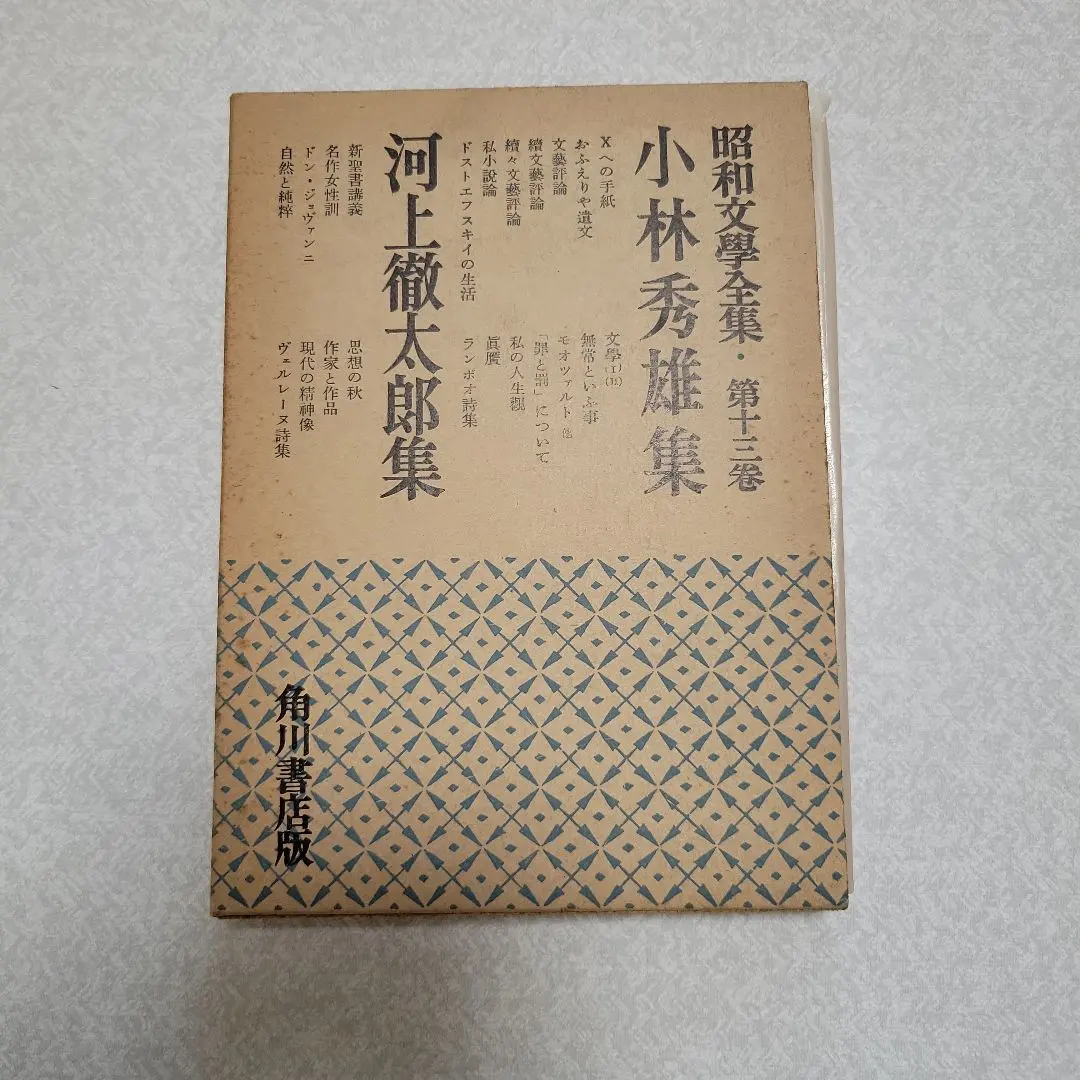 昭和文學全集・第十三卷
小林秀雄集
Xへの手紙
おふえりや遺文
文藝評論
續文藝評論
續々文藝評論
私小説論
ドストエフスキイの生活
文學(I)(II)
無常といふ事
モオツァルト 他
「罪と罰」について
私の人生觀
眞贋
ランボオ詩集
河上徹太郎集
新聖書講義
名作女性訓
ドン・ジョヴァンニ
自然と純粹
思想の秋
作家と作品
現代の精神像
ヴェルレーヌ詩集
角川書店版